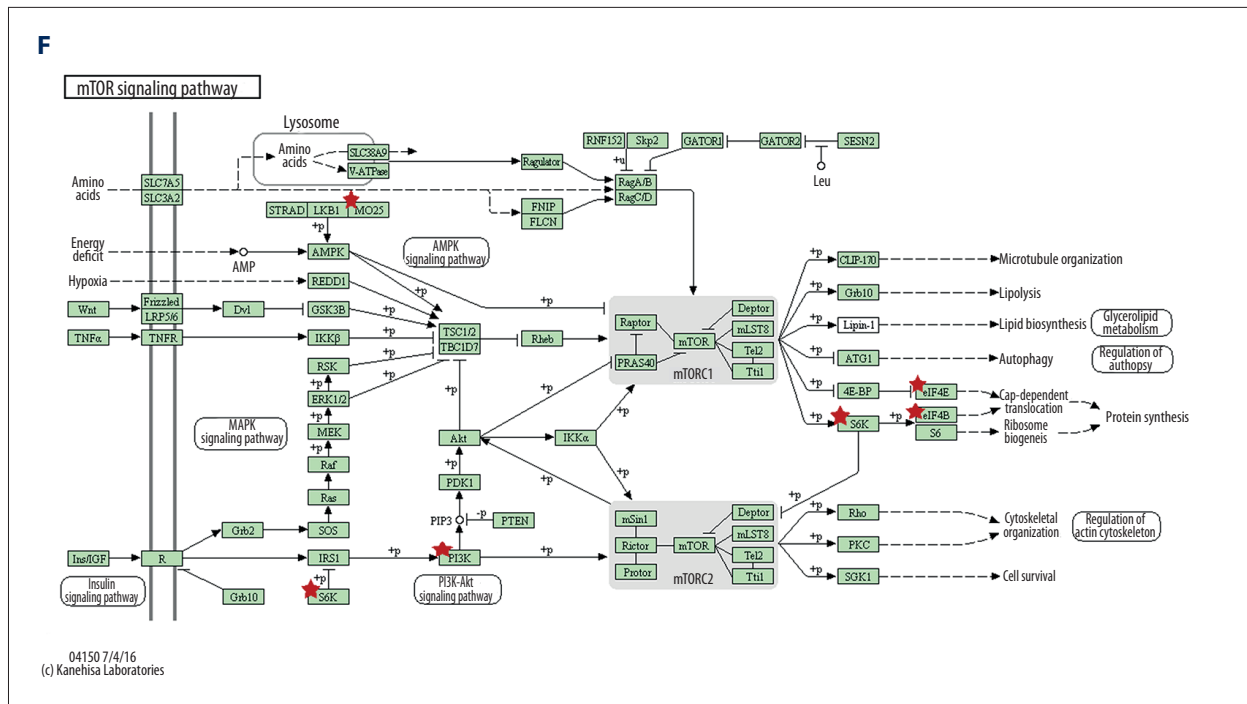 F
mTOR signaling pathway
Lysosome
Amino
acids
SLC38A9
V-ATPase
Ragulator
RNF152
Skp2
GATOR1
GATOR2
SESN2
+u
Leu
Amino
acids
SLC7A5
SLC3A2
RagA/B
RagC/D
FNIP
FLCN
STRAD
LKB1
MO25
+p
Energy
deficit
AMP
AMPK
AMPK
signaling pathway
+p
+p
Hypoxia
REDD1
Wnt
Frizzled
LRP5/6
Dvl
GSK3B
+p
TNFα
TNFR
IKKβ
+p
TSC1/2
TBC1D7
Rheb
Raptor
PRAS40
mTOR
Deptor
mLST8
Tel2
Tti1
mTORC1
+p
CLIP-170
Microtubule organization
+p
Grb10
Lipolysis
+p
Lipin-1
Lipid biosynthesis
Glycerolipid
metabolism
+p
ATG1
Autophagy
Regulation of
autopsy
+p
4E-BP
eIF4E
Cap-dependent
translocation
+p
S6K
+p
eIF4B
S6
Ribosome
biogeneis
Protein synthesis
RSK
+p
+p
ERK1/2
+p
+p
MEK
+p
Raf
Ras
SOS
MAPK
signaling pathway
+p
+p
Akt
IKKα
+p
+p
+p
+p
PDK1
PIP3
-p
PTEN
Grb2
Ins/IGF
R
IRS1
+p
PI3K
+p
S6K
Grb10
Insulin
signaling pathway
PI3K-Akt
signaling pathway
mSin1
Rictor
Protor
mTOR
Deptor
mLST8
Tel2
Tti1
mTORC2
+p
+p
Rho
+p
PKC
+p
SGK1
Cytoskeletal
organization
Regulation of
actin cytoskeleton
Cell survival
04150 7/4/16
(c) Kanehisa Laboratories